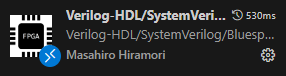 FPGA
Verilog-HDL/SystemVeri... 530ms
Verilog-HDL/SystemVerilog/Bluesp...
Masahiro Hiramori